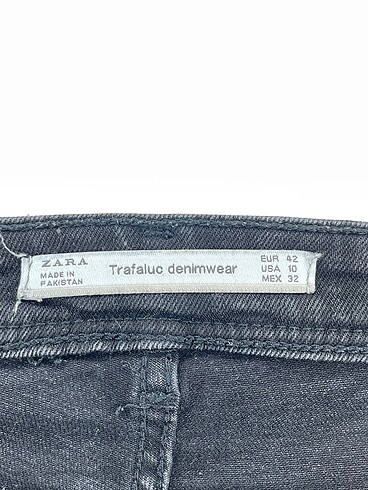 ZARA
MADE IN
PAKISTAN
Trafaluc denimwear
EUR 42
USA 10
MEX 32